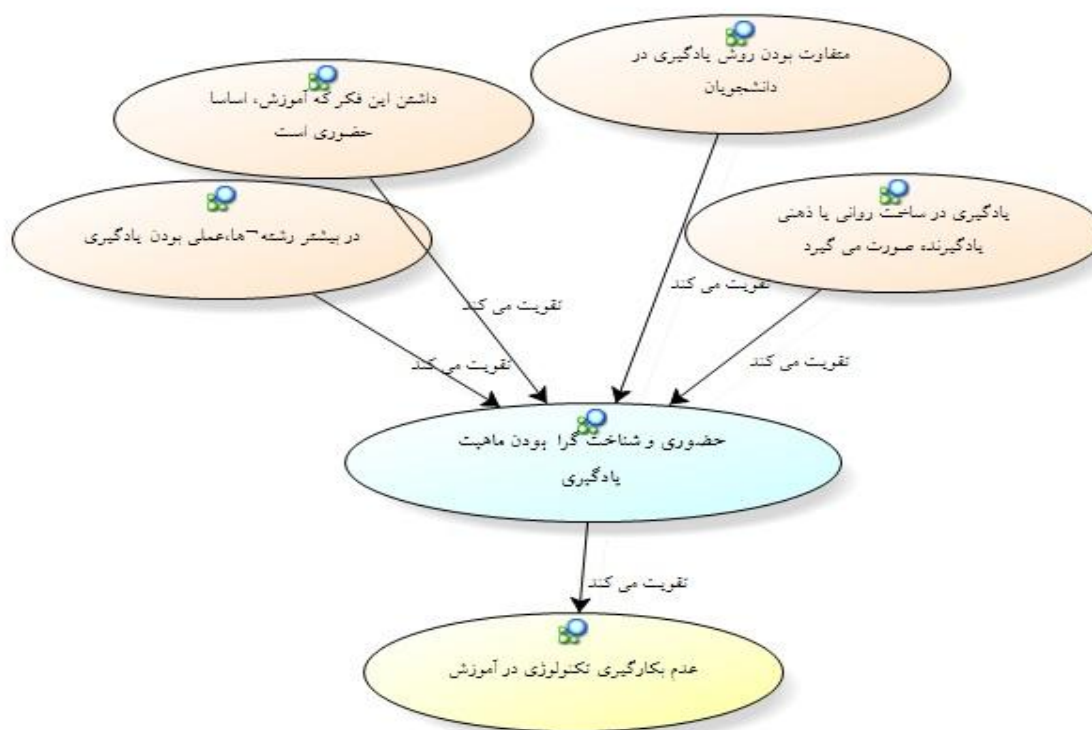 متفاوت بودن روش یادگیری در
دانشجویان
داشتن این فکر که آموزش، اساسا
حضوری است
یادگیری در ساخت روانی یا ذهنی
یادگیرنده صورت می گیرد
در بیشتر رشته¬ها،عملی بودن یادگیری
تقویت می کند
تقویت می کند
تقویت می کند
تقویت می کند
حضوری و شناخت گرا بودن ماهیت
یادگیری
تقویت می کند
عدم بکارگیری تکنولوژی در آموزش